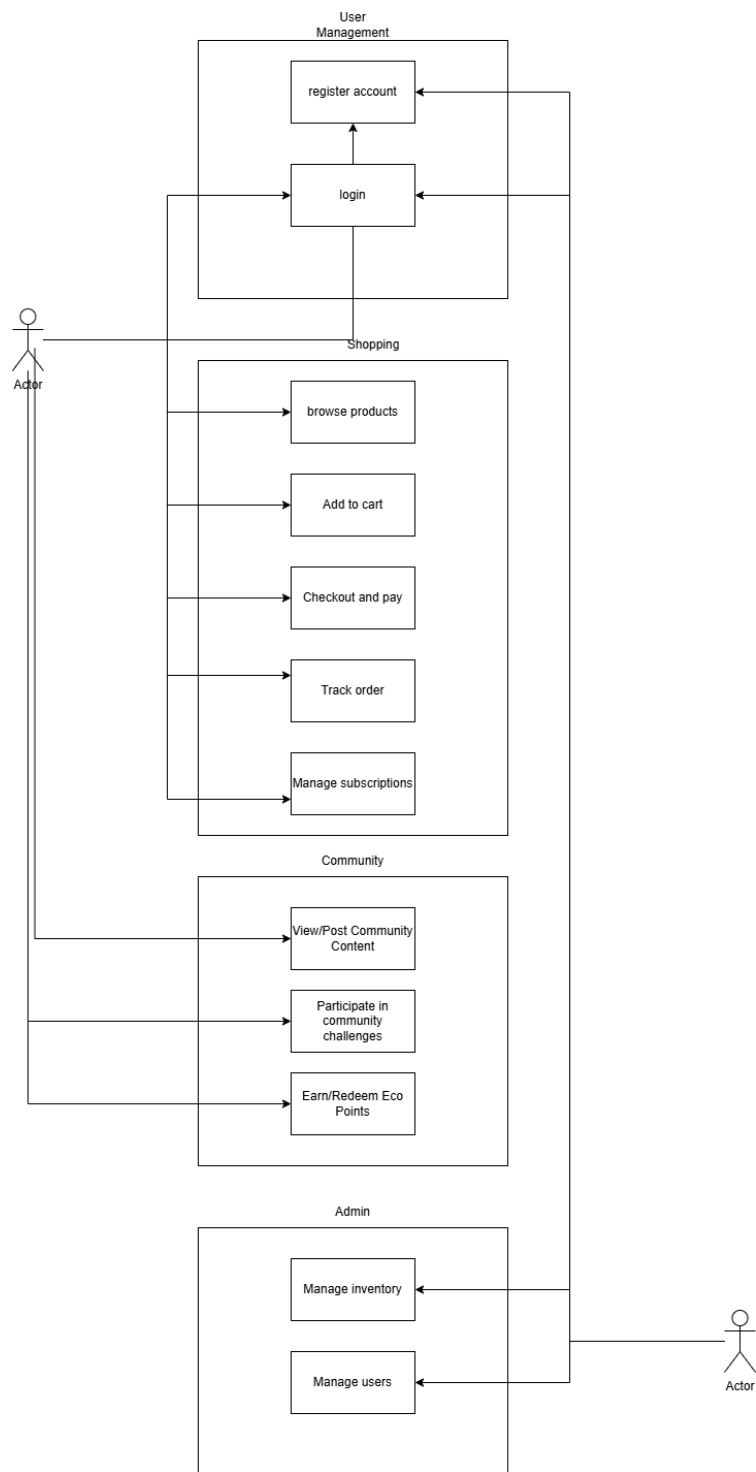 User
Management
register account
login
Actor
Shopping
browse products
Add to cart
Checkout and pay
Track order
Manage subscriptions
Community
View/Post Community
Content
Participate in
community
challenges
Earn/Redeem Eco
Points
Admin
Manage inventory
Manage users
Actor